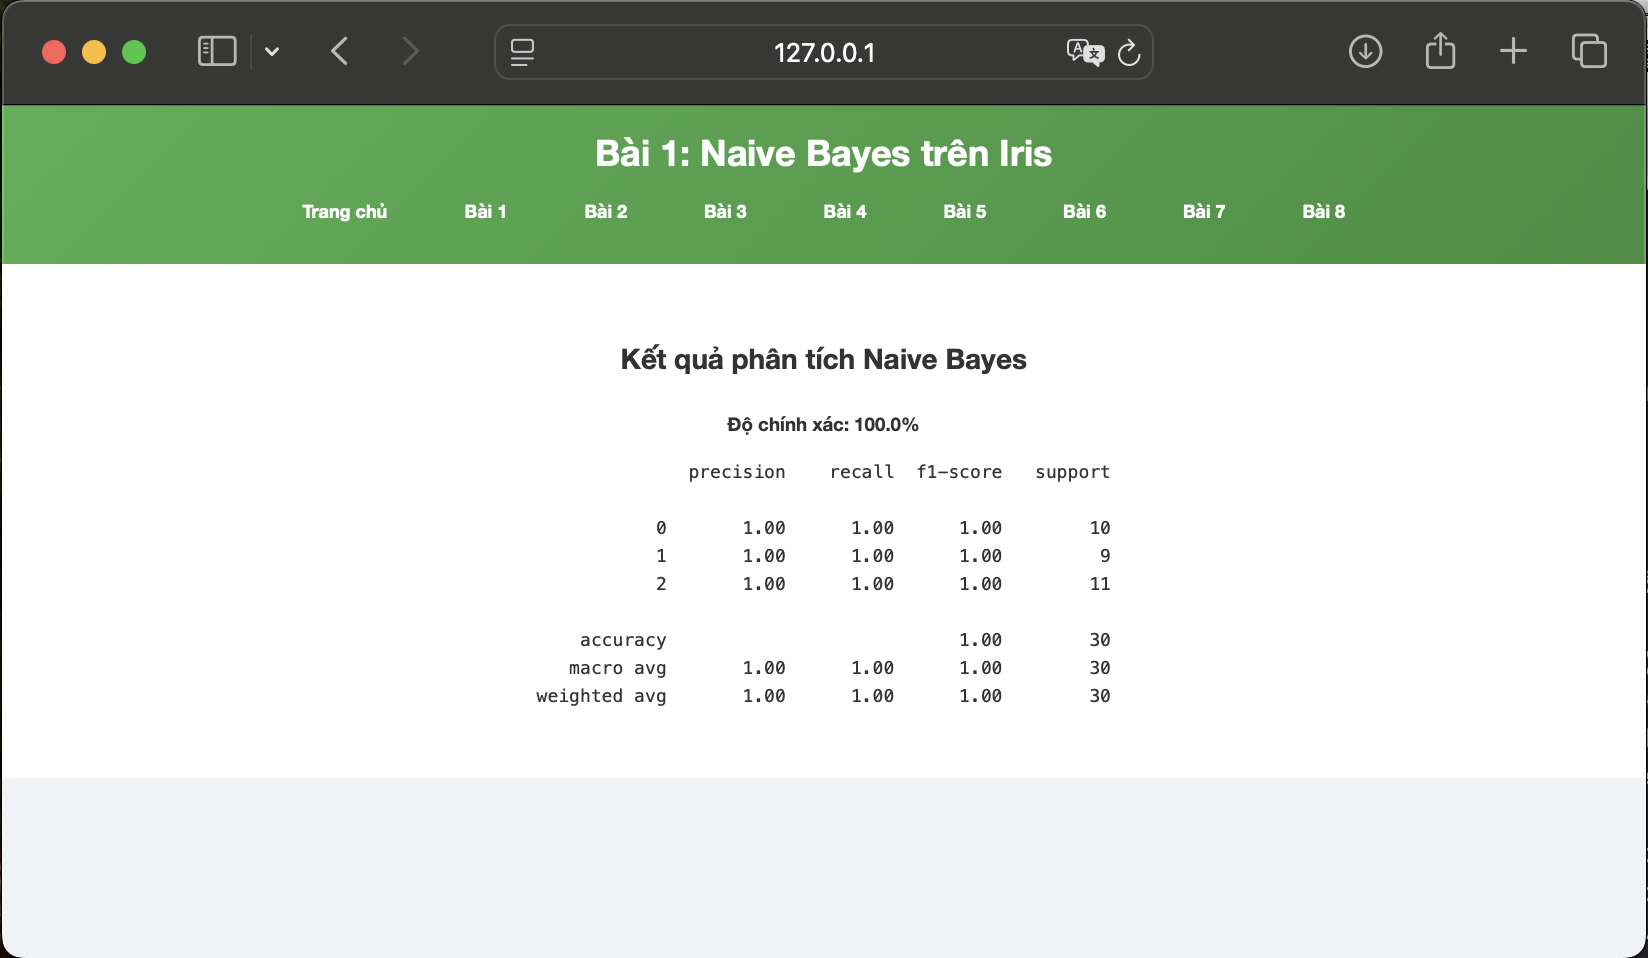 127.0.0.1
Bài 1: Naive Bayes trên Iris
Trang chủ Bài 1 Bài 2 Bài 3 Bài 4 Bài 5 Bài 6 Bài 7 Bài 8
Kết quả phân tích Naive Bayes
Độ chính xác: 100.0%
precision recall f1-score support
0 1.00 1.00 1.00 10
1 1.00 1.00 1.00 9
2 1.00 1.00 1.00 11
accuracy 1.00 30
macro avg 1.00 1.00 1.00 30
weighted avg 1.00 1.00 1.00 30